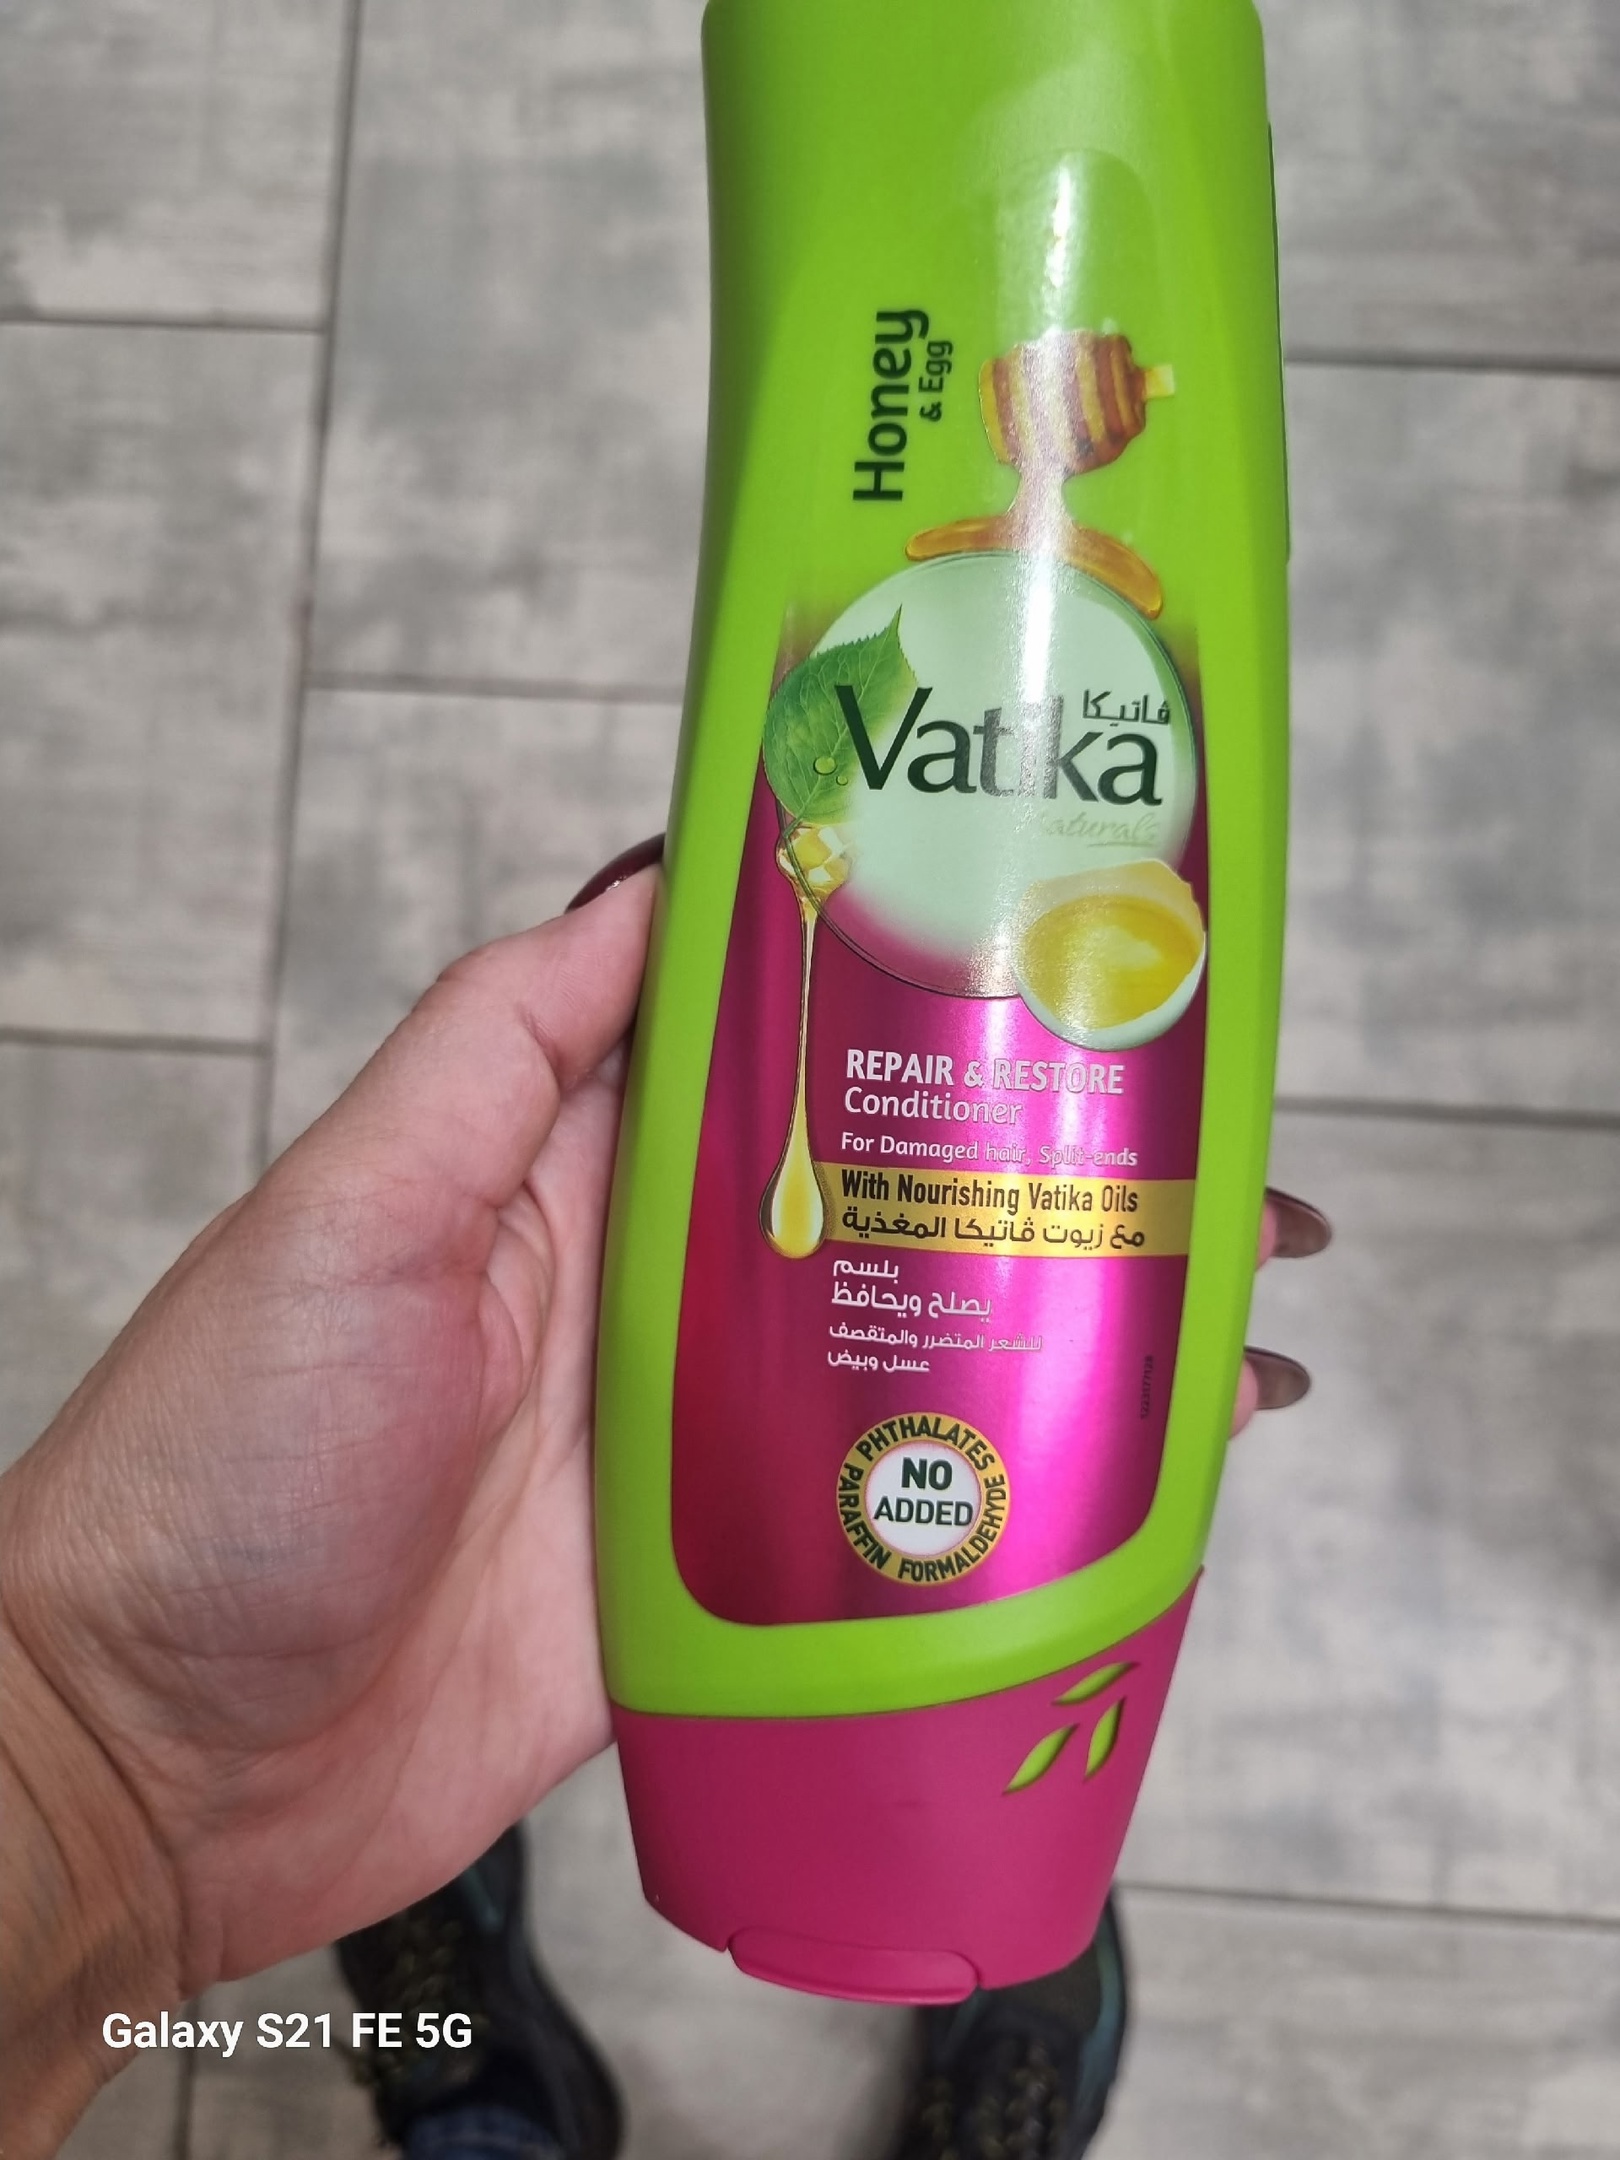 Honey
& Egg
ڤاتيكا
Vatika
Naturals
REPAIR & RESTORE
Conditioner
For Damaged hair, Split-ends
With Nourishing Vatika Oils
مع زيوت ڤاتيكا المغذية
بلسم
يصلح ويحافظ
للشعر المتضرر والمتقصف
عسل وبيض
PHTHALATES
PARAFFIN
FORMALDEHYDE
NO
ADDED
Galaxy S21 FE 5G